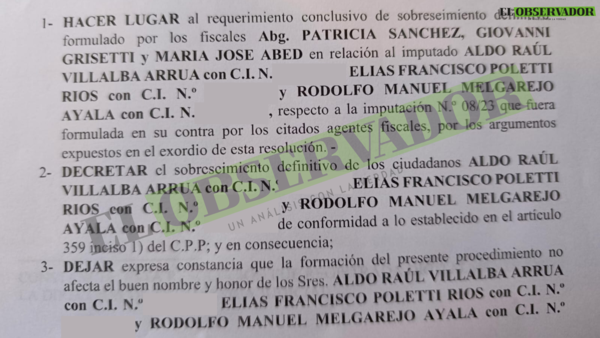 EL OBSERVADOR
1- HACER LUGAR al requerimiento conclusivo de sobreseimiento
formulado por los fiscales Abg. PATRICIA SANCHEZ, GIOVANNI
GRISETTI y MARIA JOSE ABED en relación al imputado ALDO RAÚL
VILLALBA ARRUA con C.I. N. ELIAS FRANCISCO POLETTI
RIOS con C.I. N.º y RODOLFO MANUEL MELGAREJO
AYALA con C.I. N. , respecto a la imputación N.º 08/23 que fuera
formulada en su contra por los citados agentes fiscales, por los argumentos
expuestos en el exordio de esta resolución. -
2- DECRETAR el sobreseimiento definitivo de los ciudadanos ALDO RAÚL
VILLALBA ARRUA con C.I. N.º ELIAS FRANCISCO POLETTI
RIOS con C.I. N.º y RODOLFO MANUEL MELGAREJO
AYALA con C.I. N.º de conformidad a lo establecido en el articulo
359 inciso 1) del C.P.P; y en consecuencia;
3- DEJAR expresa constancia que la formación del presente procedimiento no
afecta el buen nombre y honor de los Sres. ALDO RAÚL VILLALBA ARRUA
con C.I. N.º ELIAS FRANCISCO POLETTI RIOS con C.I. N.º
y RODOLFO MANUEL MELGAREJO AYALA con C.I. N.º
EL OBSERVADOR
UN ANÁLISIS CON LA VERDAD